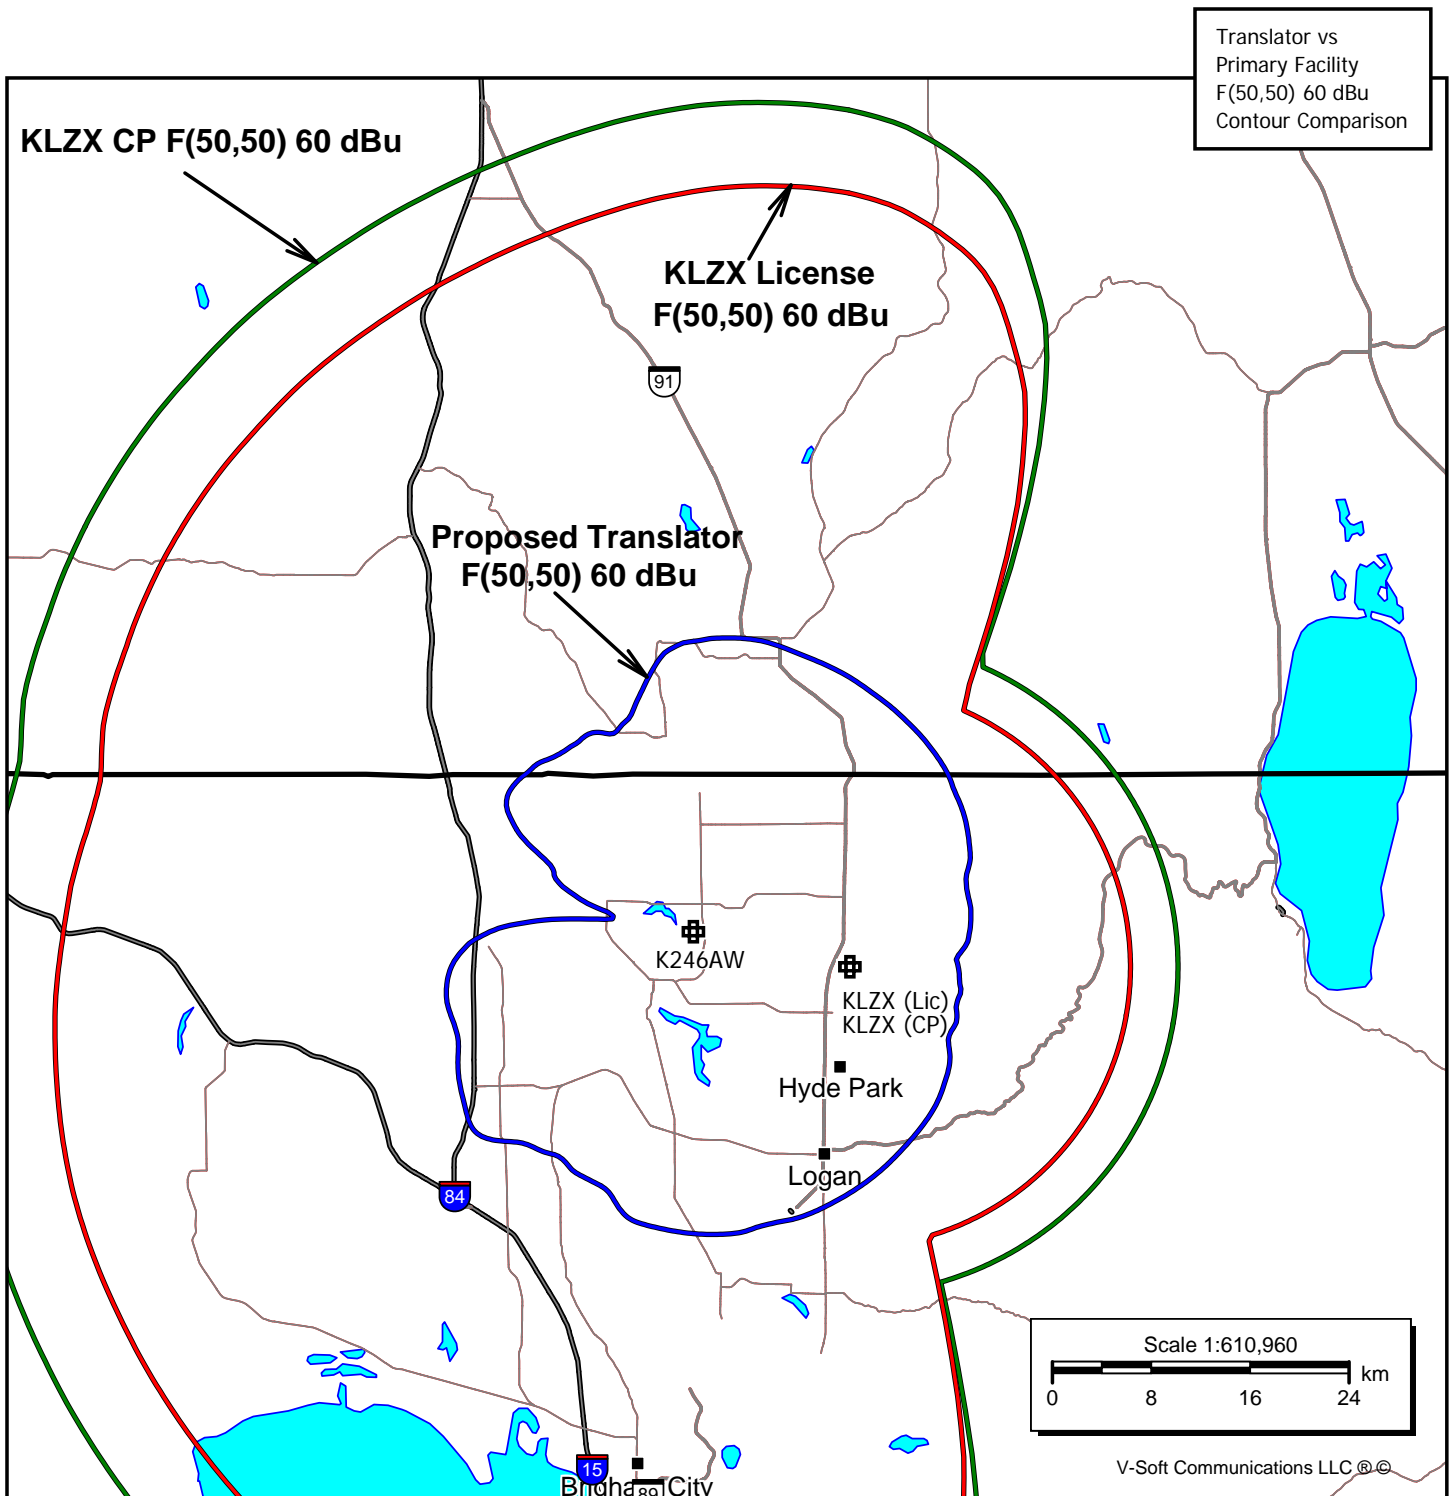 Translator vs
Primary Facility
F(50,50) 60 dBu
Contour Comparison
KLZX CP F(50,50) 60 dBu
KLZX License
F(50,50) 60 dBu
91
Proposed Translator
F(50,50) 60 dBu
K246AW
KLZX (Lic)
KLZX (CP)
Hyde Park
Logan
84
Scale 1:610,960
km
0 8 16 24
15
Brigham City
89
V-Soft Communications LLC ® ©